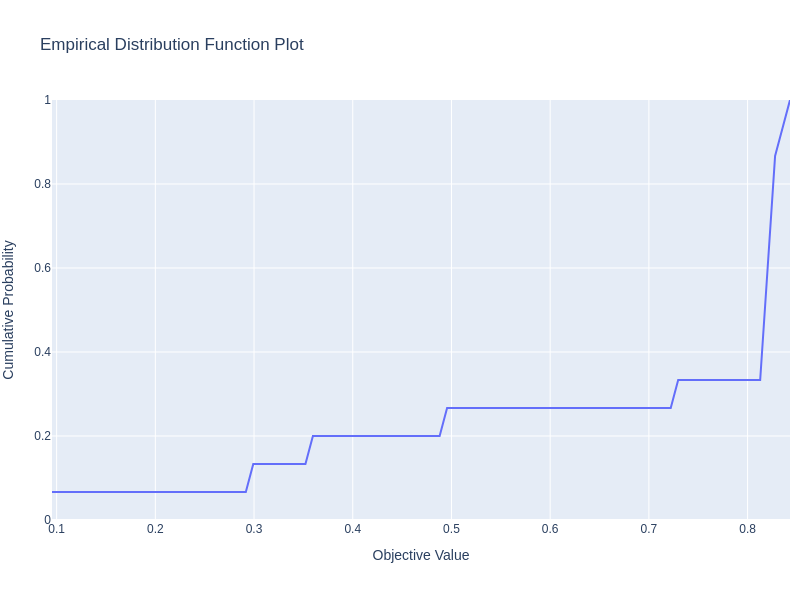 Empirical Distribution Function Plot
1
0.8
0.6
0.4
0.2
0
Cumulative Probability
0.1 0.2 0.3 0.4 0.5 0.6 0.7 0.8
Objective Value